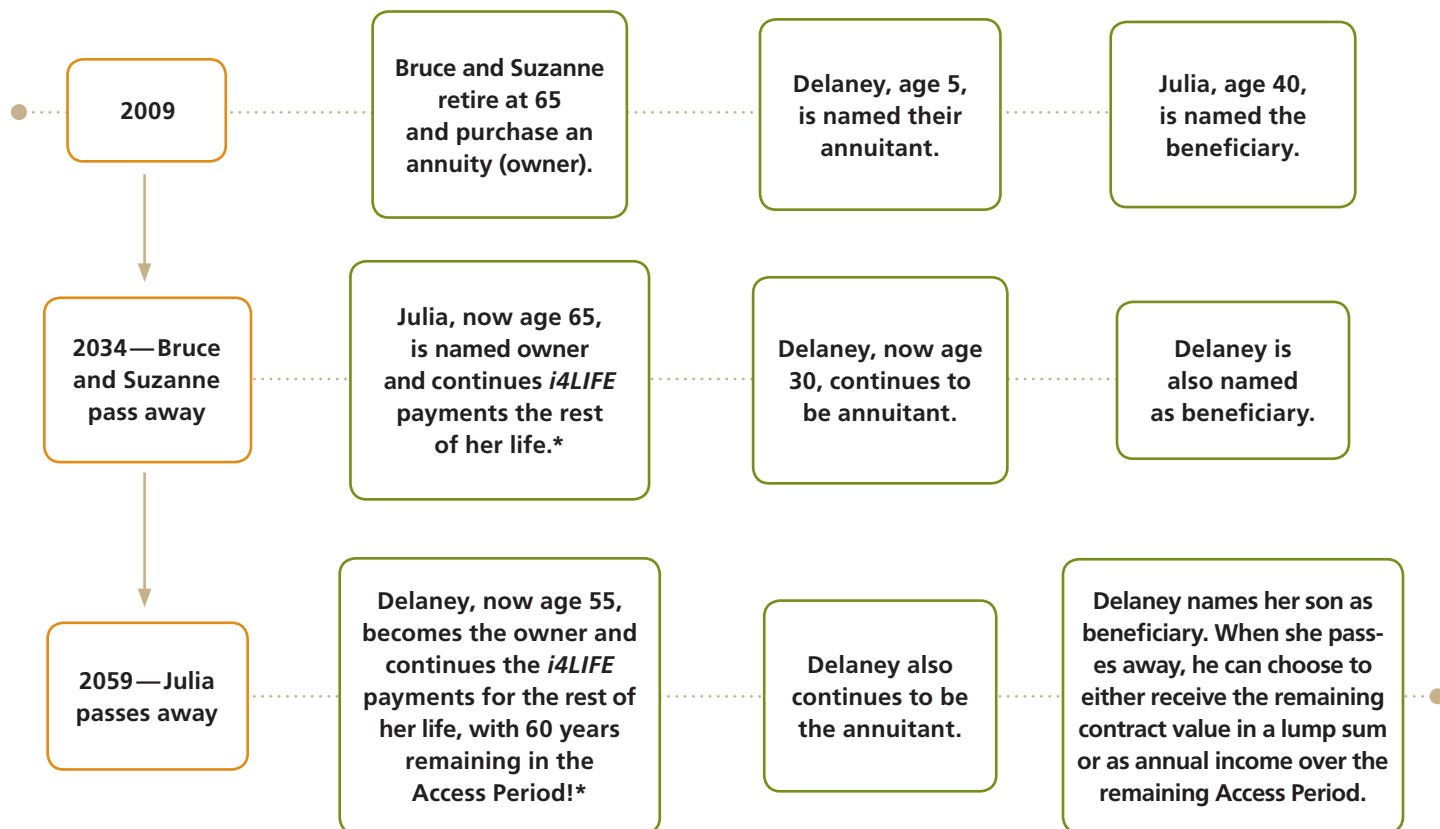 2009
Bruce and Suzanne
retire at 65
and purchase an
annuity (owner).
Delaney, age 5,
is named their
annuitant.
Julia, age 40,
is named the
beneficiary.
2034—Bruce
and Suzanne
pass away
Julia, now age 65,
is named owner
and continues i4LIFE
payments the rest
of her life.*
Delaney, now age
30, continues to
be annuitant.
Delaney is
also named
as beneficiary.
2059—Julia
passes away
Delaney, now age 55,
becomes the owner and
continues the i4LIFE
payments for the rest of
her life, with 60 years
remaining in the
Access Period!*
Delaney also
continues to be
the annuitant.
Delaney names her son as
beneficiary. When she pass-
es away, he can choose to
either receive the remaining
contract value in a lump sum
or as annual income over the
remaining Access Period.